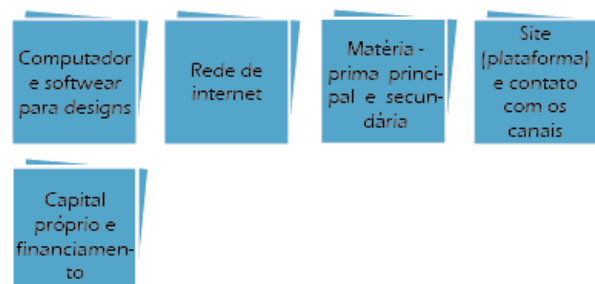 Computador
e softwear
para designs
Rede de
internet
Matéria -
prima princi-
pal e secun-
dária
Site
(plataforma)
e contato
com os
canais
Capital
próprio e
financiamen-
to